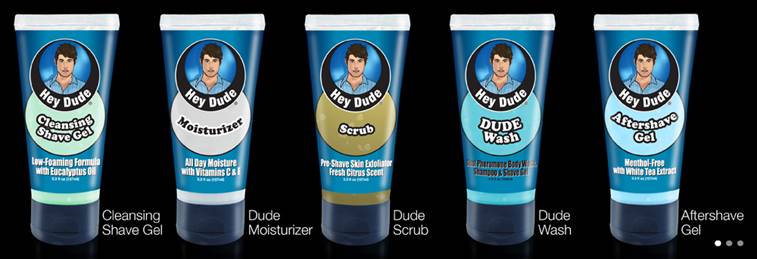 Hey Dude
Cleansing
Shave Gel
Low-Foaming Formula
with Eucalyptus Oil
Cleansing
Shave Gel
Hey Dude
Moisturizer
All Day Moisture
with Vitamins C & E
Dude
Moisturizer
Hey Dude
Scrub
Pre-Shave Skin Exfoliator
Fresh Citrus Scent
Dude
Scrub
Hey Dude
DUDE
Wash
Pheromone Body Wash,
Shampoo & Shave Gel
Dude
Wash
Hey Dude
Aftershave
Gel
Menthol-Free
with White Tea Extract
Aftershave
Gel